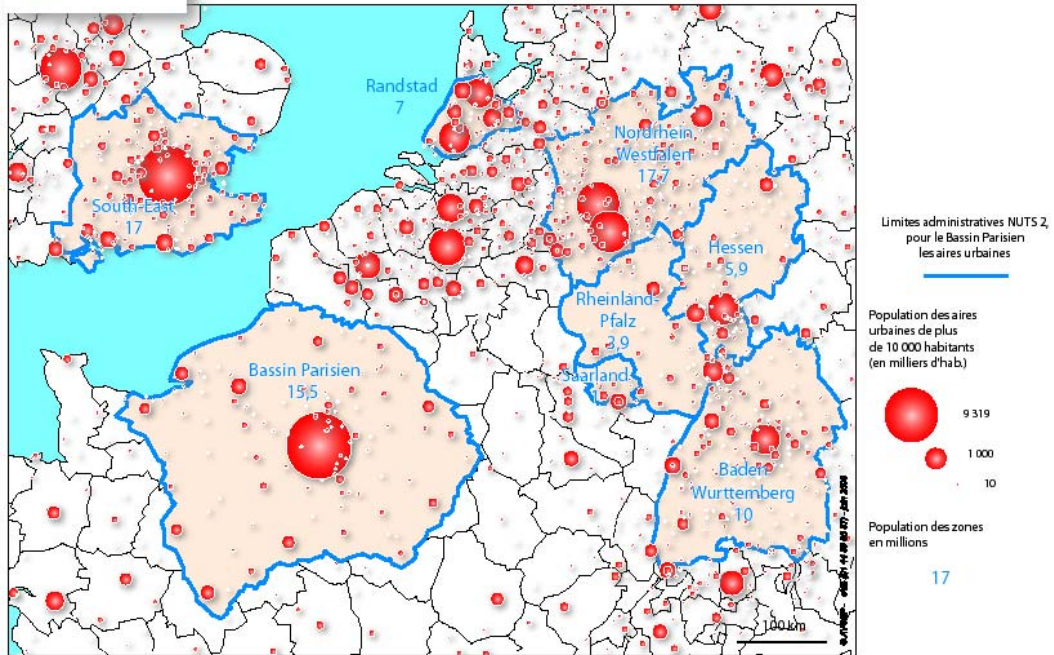 Randstad
7
Nordrhein
Westfalen
17,7
South-East
17
Hessen
5,9
Rheinland-
Pfalz
3,9
Saarland
1
Bassin Parisien
15,5
Baden
Wurttemberg
10
100 km
Limites administratives NUTS 2,
pour le Bassin Parisien
les aires urbaines
Population des aires
urbaines de plus
de 10 000 habitants
(en milliers d'hab.)
9 319
1 000
10
Population des zones
en millions
17